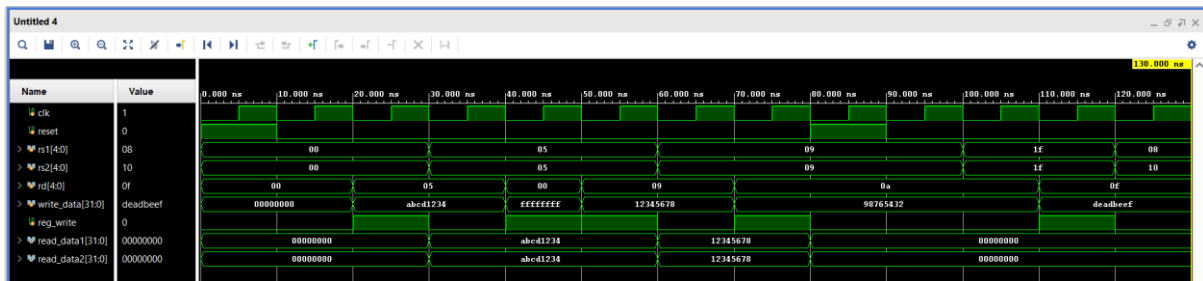 Untitled 4
130.000 ns
Name Value 0.000 ns 10.000 ns 20.000 ns 30.000 ns 40.000 ns 50.000 ns 60.000 ns 70.000 ns 80.000 ns 90.000 ns 100.000 ns 110.000 ns 120.000 ns
clk 1
reset 0
rs1[4:0] 08 00 05 09 1f 08
rs2[4:0] 10 00 05 09 1f 10
rd[4:0] 0f 00 05 00 09 0a 0f
write_data[31:0] deadbeef 00000000 abcd1234 ffffffff 12345678 98765432 deadbeef
reg_write 0
read_data1[31:0] 00000000 00000000 abcd1234 12345678 00000000
read_data2[31:0] 00000000 00000000 abcd1234 12345678 00000000